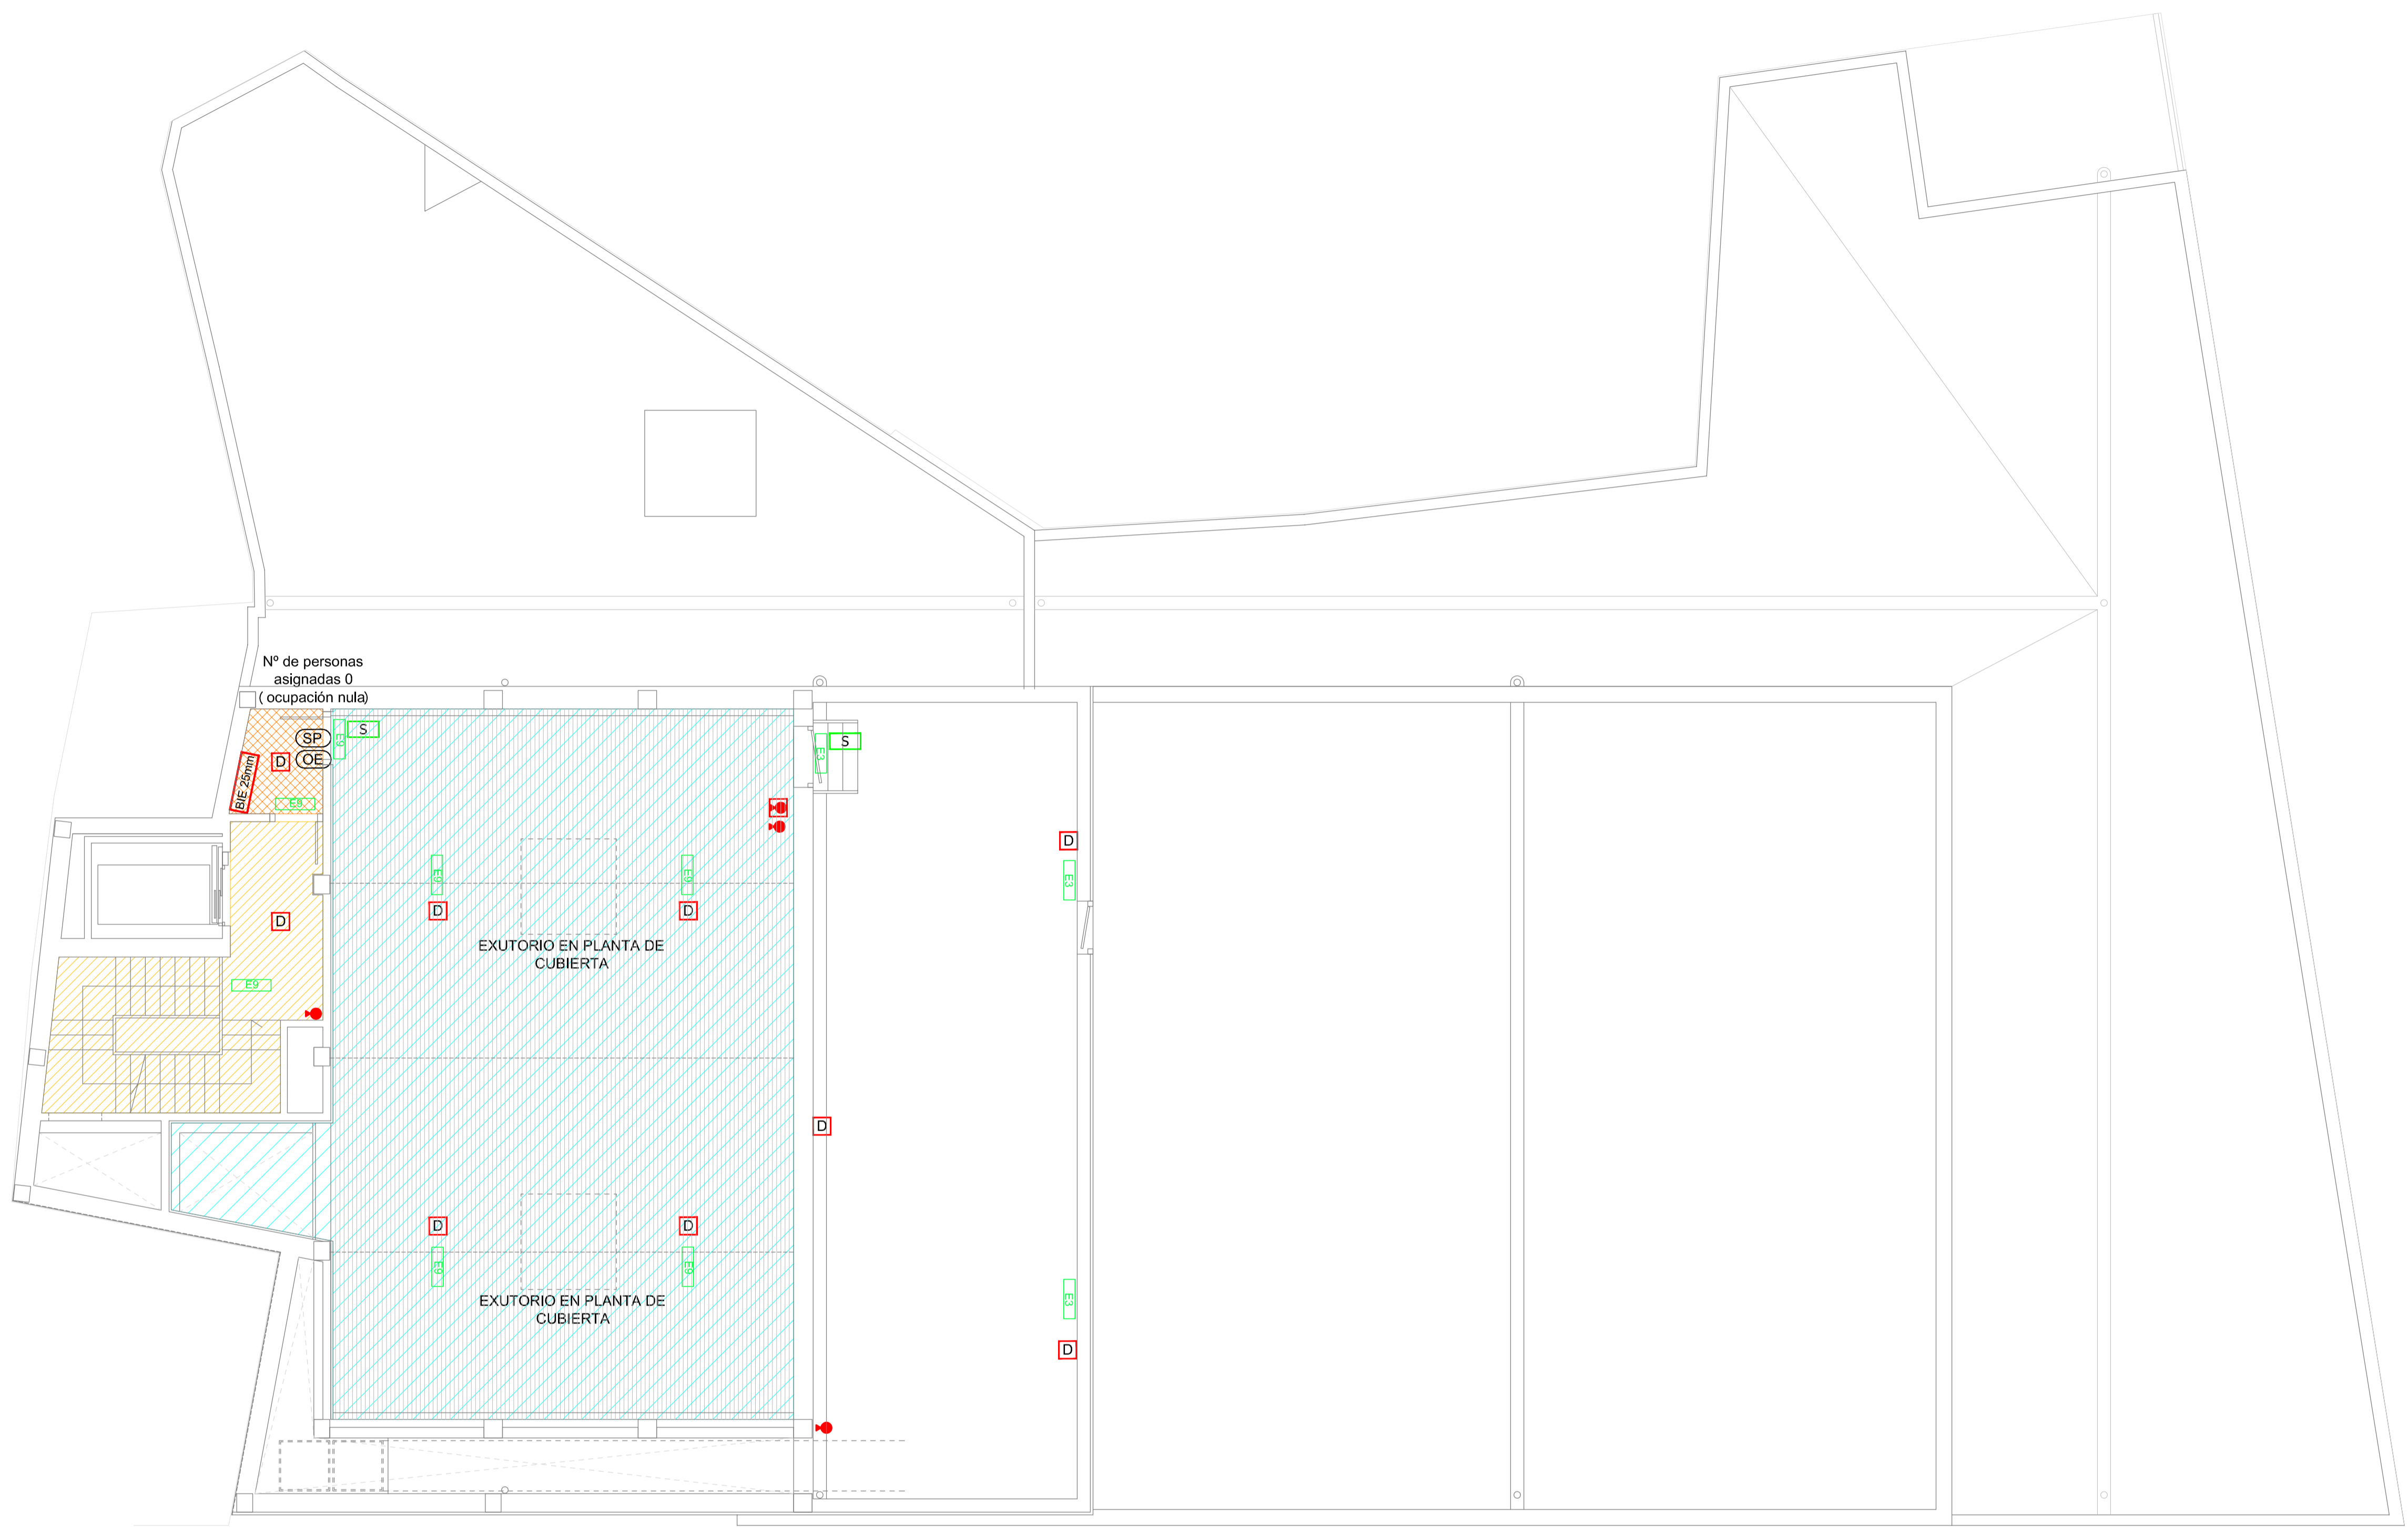 Nº de personas
asignadas 0
( ocupación nula)
SP
E9
S
S
E3
OE
D
BIE 25mm
E9
D
E9
E9
E3
D
D
D
EXUTORIO EN PLANTA DE
CUBIERTA
E9
D
D
D
E9
E9
E3
EXUTORIO EN PLANTA DE
CUBIERTA
D